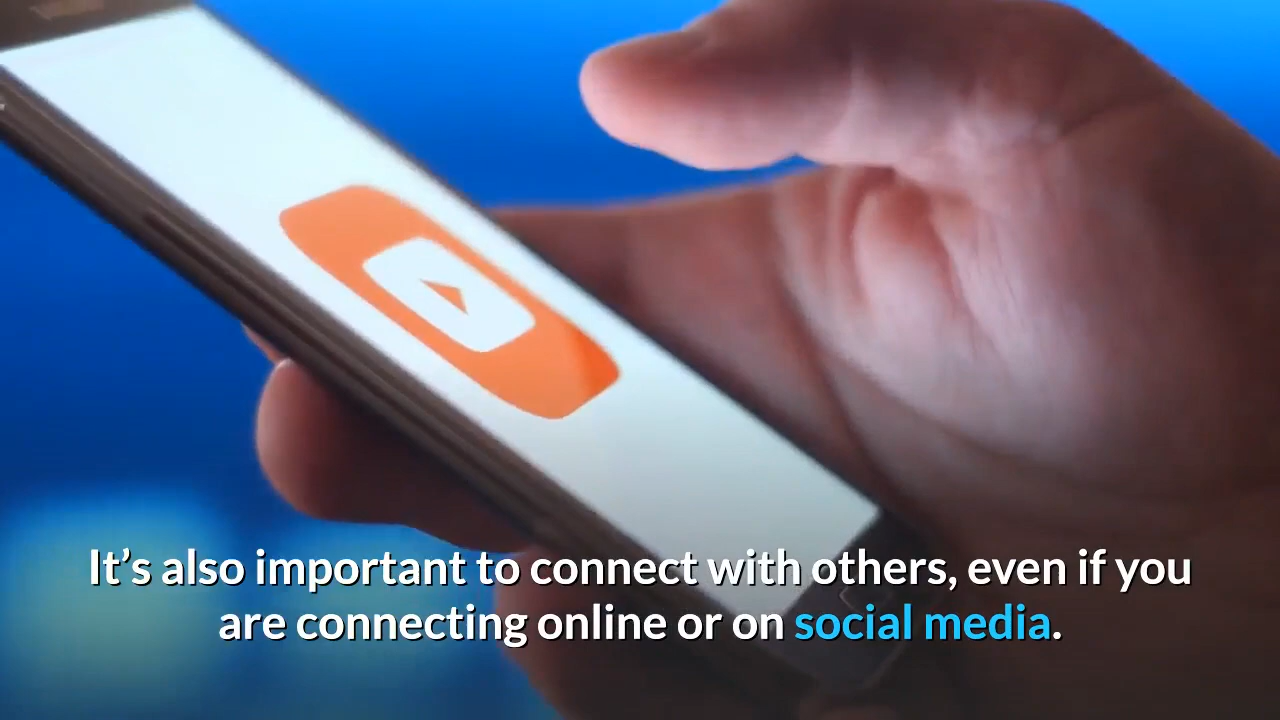 It’s also important to connect with others, even if you
are connecting online or on social media.